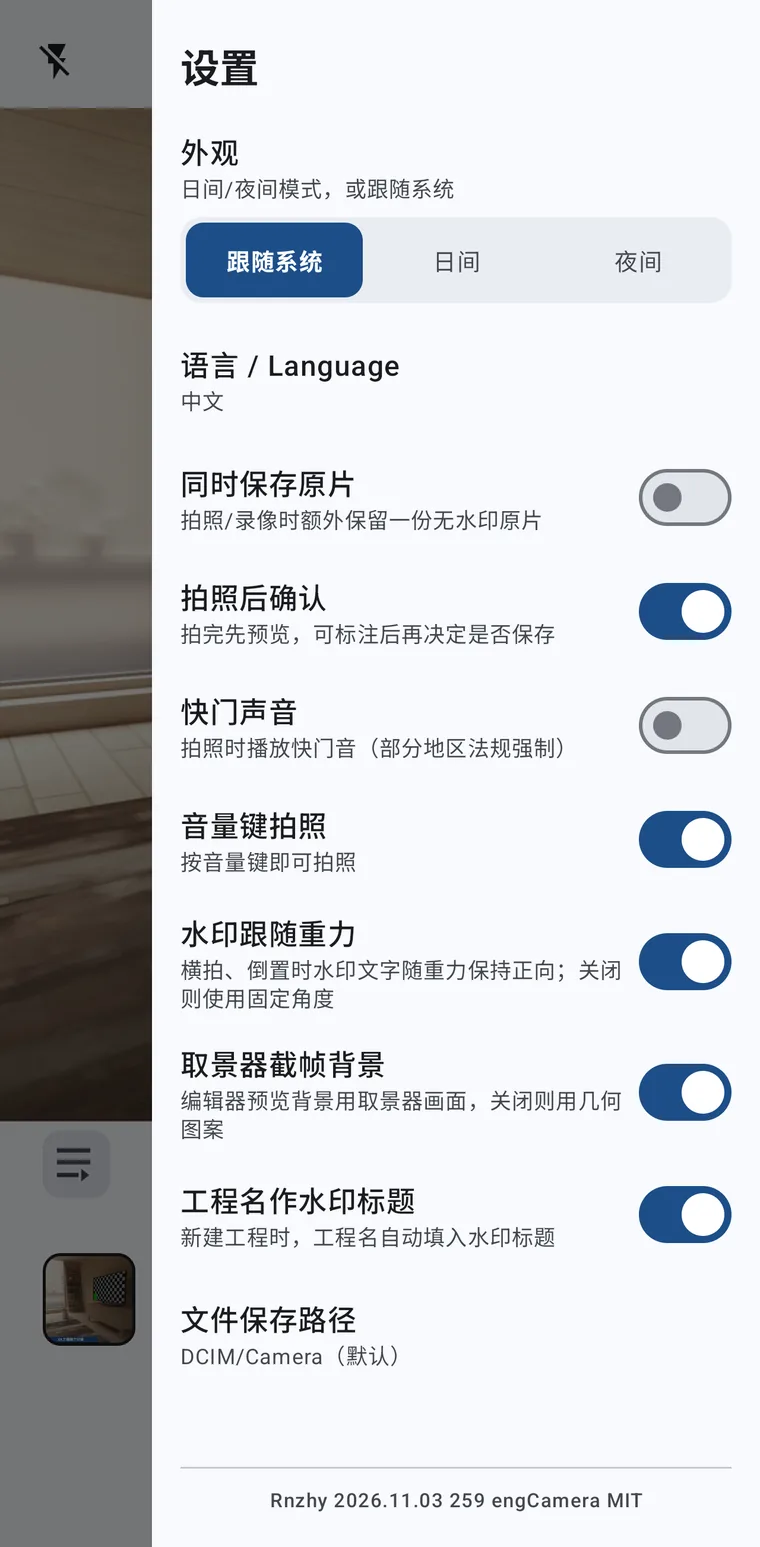 设置
外观
日间/夜间模式，或跟随系统
跟随系统 日间 夜间
语言 / Language
中文
同时保存原片
拍照/录像时额外保留一份无水印原片
拍照后确认
拍完先预览，可标注后再决定是否保存
快门声音
拍照时播放快门音（部分地区法规强制）
音量键拍照
按音量键即可拍照
水印跟随重力
横拍、倒置时水印文字随重力保持正向；关闭
则使用固定角度
取景器截帧背景
编辑器预览背景用取景器画面，关闭则用几何
图案
工程名作水印标题
新建工程时，工程名自动填入水印标题
文件保存路径
DCIM/Camera（默认）
Rnzhy 2026.11.03 259 engCamera MIT